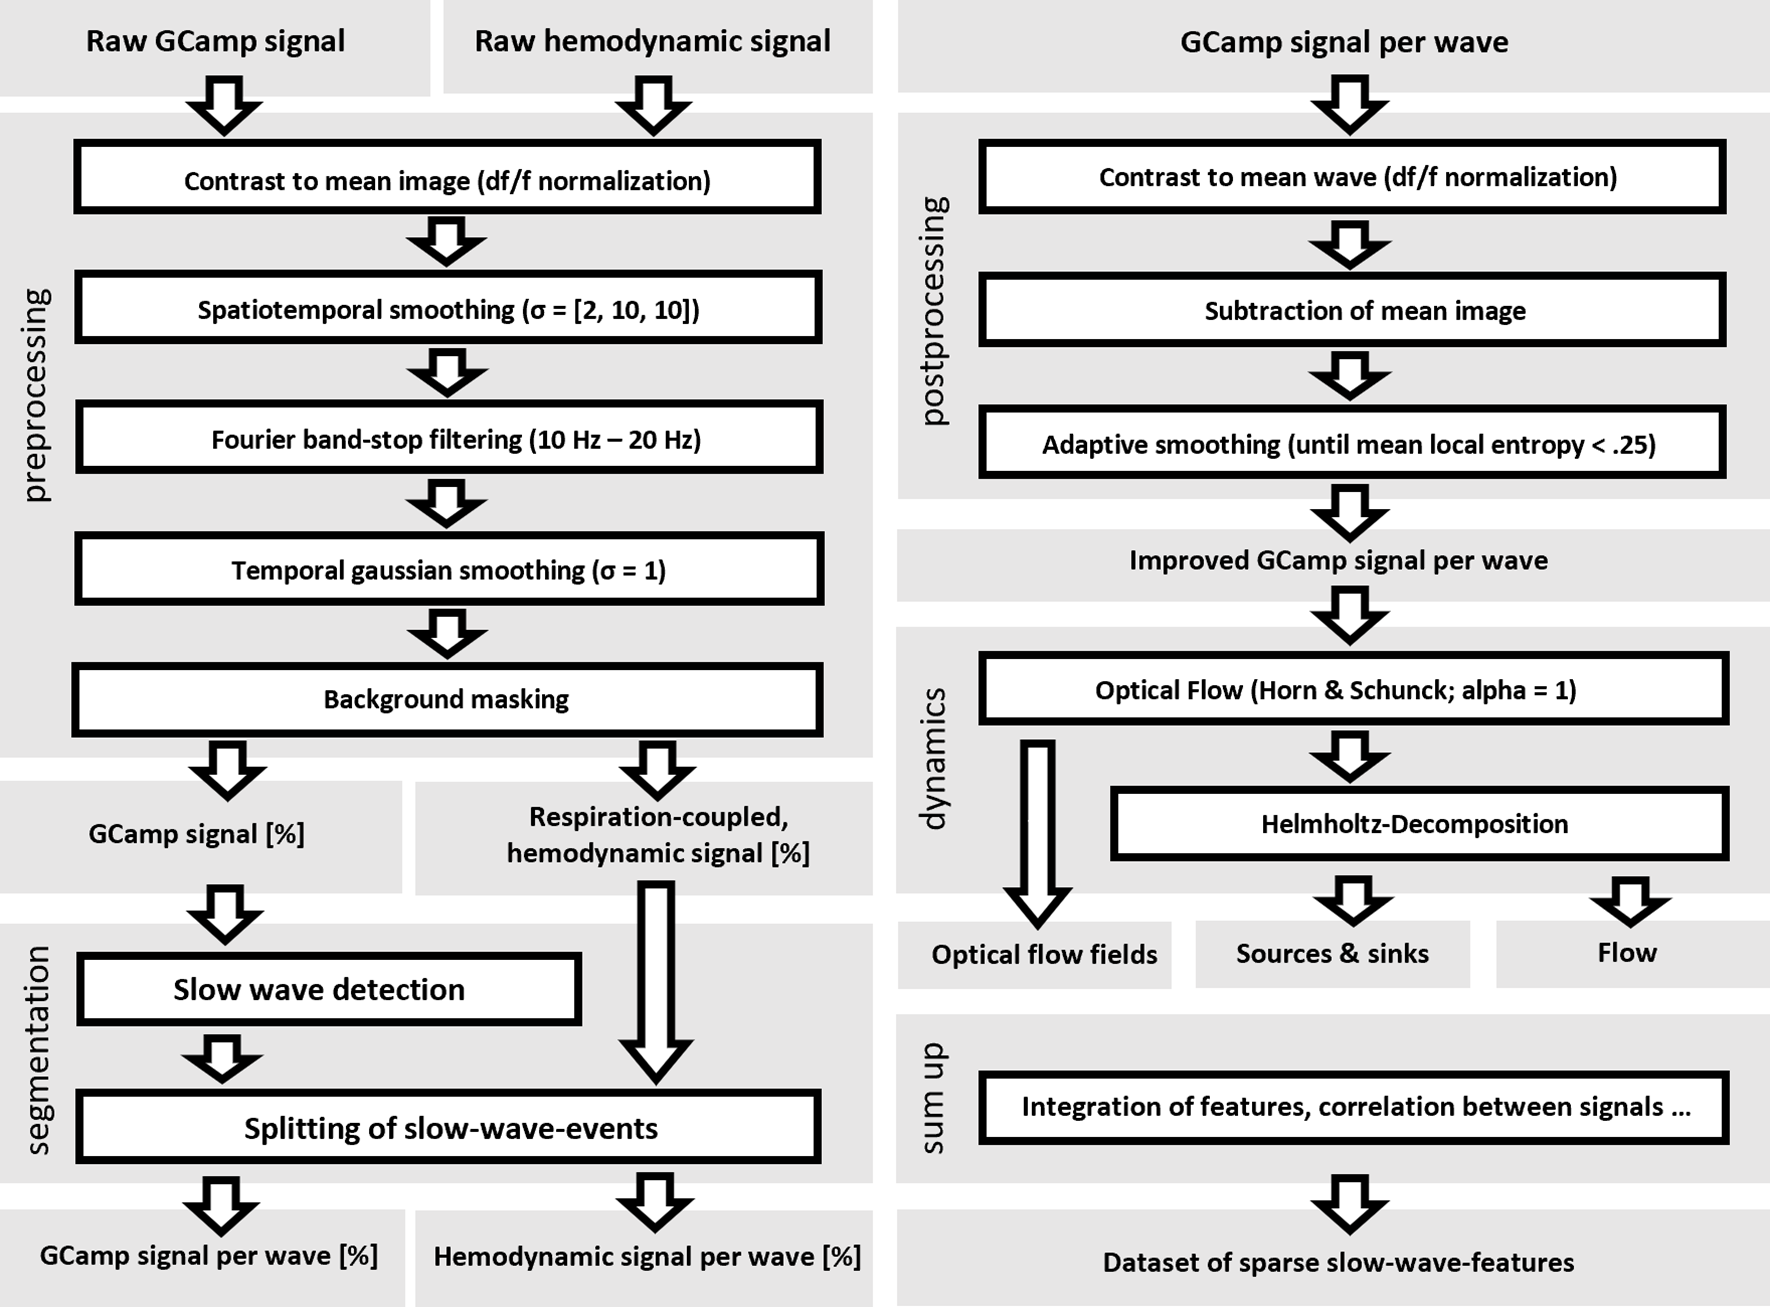 Raw GCamp signal
Raw hemodynamic signal
preprocessing
Contrast to mean image (df/f normalization)
Spatiotemporal smoothing (σ = [2, 10, 10])
Fourier band-stop filtering (10 Hz – 20 Hz)
Temporal gaussian smoothing (σ = 1)
Background masking
GCamp signal [%]
Respiration-coupled,
hemodynamic signal [%]
segmentation
Slow wave detection
Splitting of slow-wave-events
GCamp signal per wave [%]
Hemodynamic signal per wave [%]
GCamp signal per wave
postprocessing
Contrast to mean wave (df/f normalization)
Subtraction of mean image
Adaptive smoothing (until mean local entropy < .25)
Improved GCamp signal per wave
dynamics
Optical Flow (Horn & Schunck; alpha = 1)
Helmholtz-Decomposition
Optical flow fields
Sources & sinks
Flow
sum up
Integration of features, correlation between signals ...
Dataset of sparse slow-wave-features